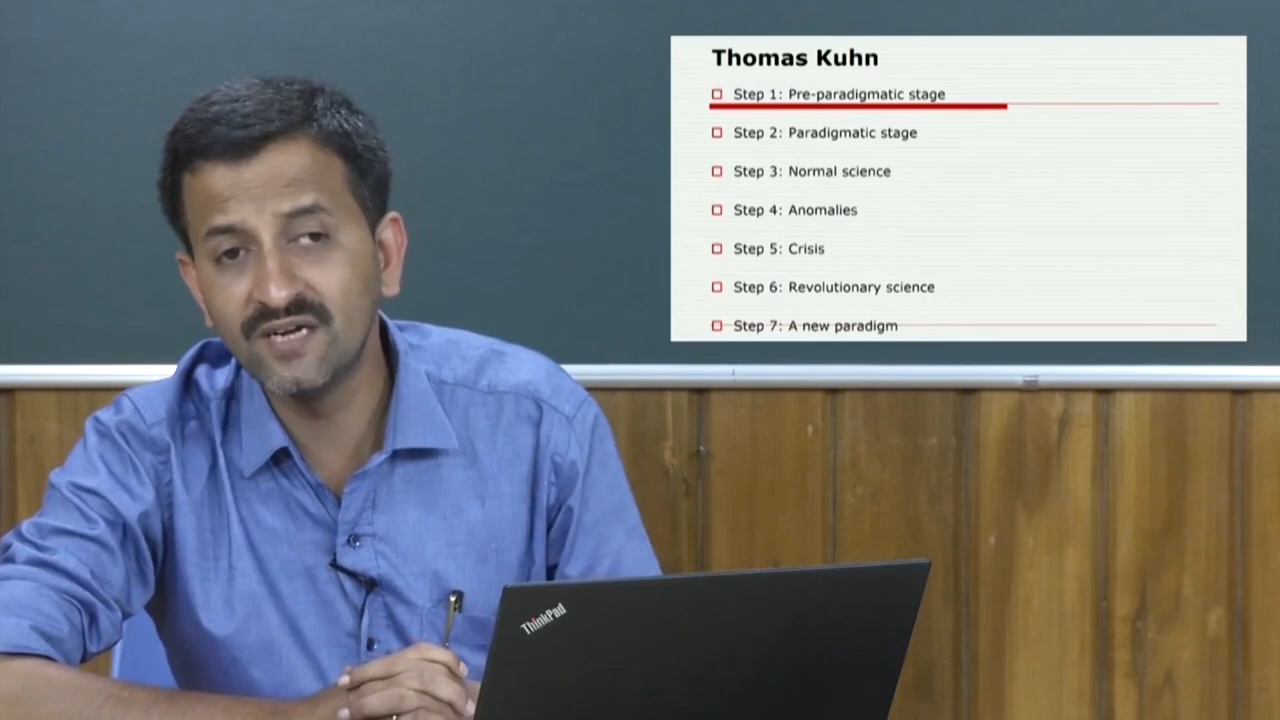 Thomas Kuhn
Step 1: Pre-paradigmatic stage
Step 2: Paradigmatic stage
Step 3: Normal science
Step 4: Anomalies
Step 5: Crisis
Step 6: Revolutionary science
Step 7: A new paradigm
ThinkPad